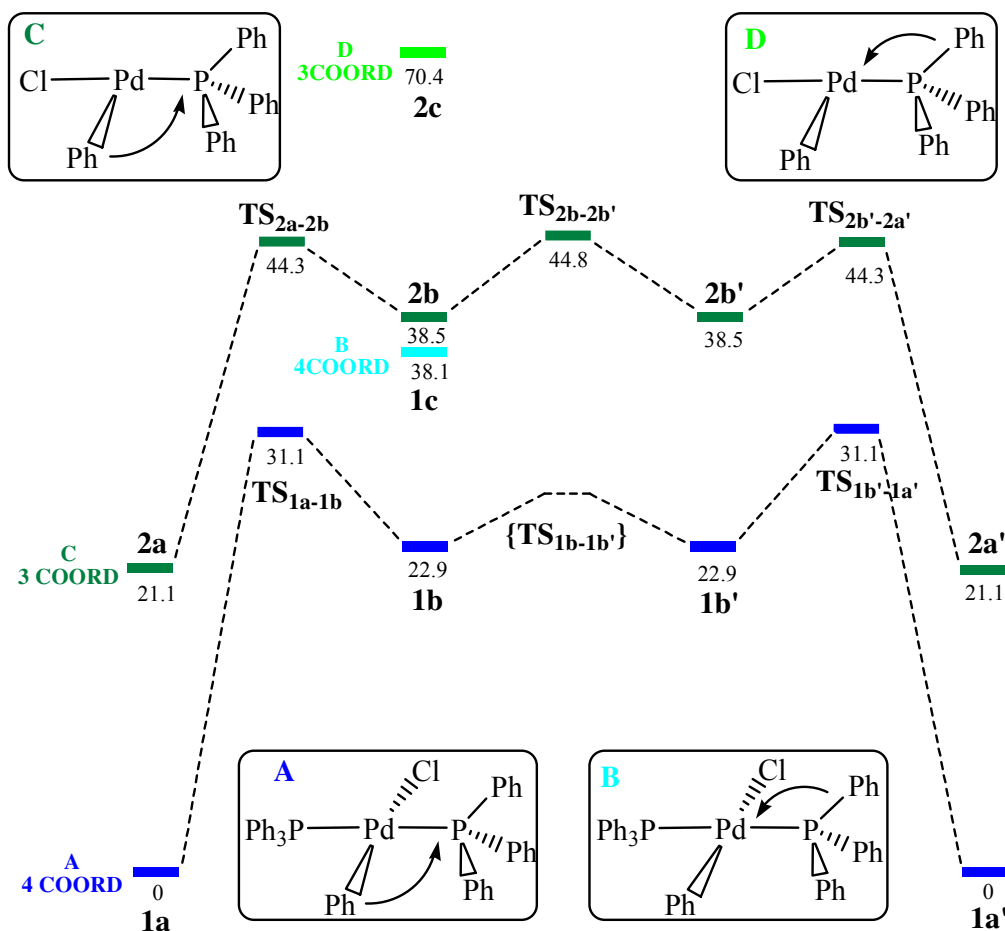 C
Cl
Pd
P
Ph
Ph
Ph
Ph
D
3COORD
70.4
2c
D
Cl
Pd
P
Ph
Ph
Ph
Ph
TS2a-2b
44.3
TS2b-2b'
44.8
TS2b'-2a'
44.3
2b
38.5
2b'
38.5
B
4COORD
38.1
1c
31.1
TS1a-1b
31.1
TS1b'-1a'
{TS1b-1b'}
C
3 COORD
2a
21.1
22.9
1b
22.9
1b'
2a'
21.1
A
Cl
Ph3P
Pd
P
Ph
Ph
Ph
Ph
B
Cl
Ph3P
Pd
P
Ph
Ph
Ph
Ph
A
4 COORD
0
1a
0
1a'